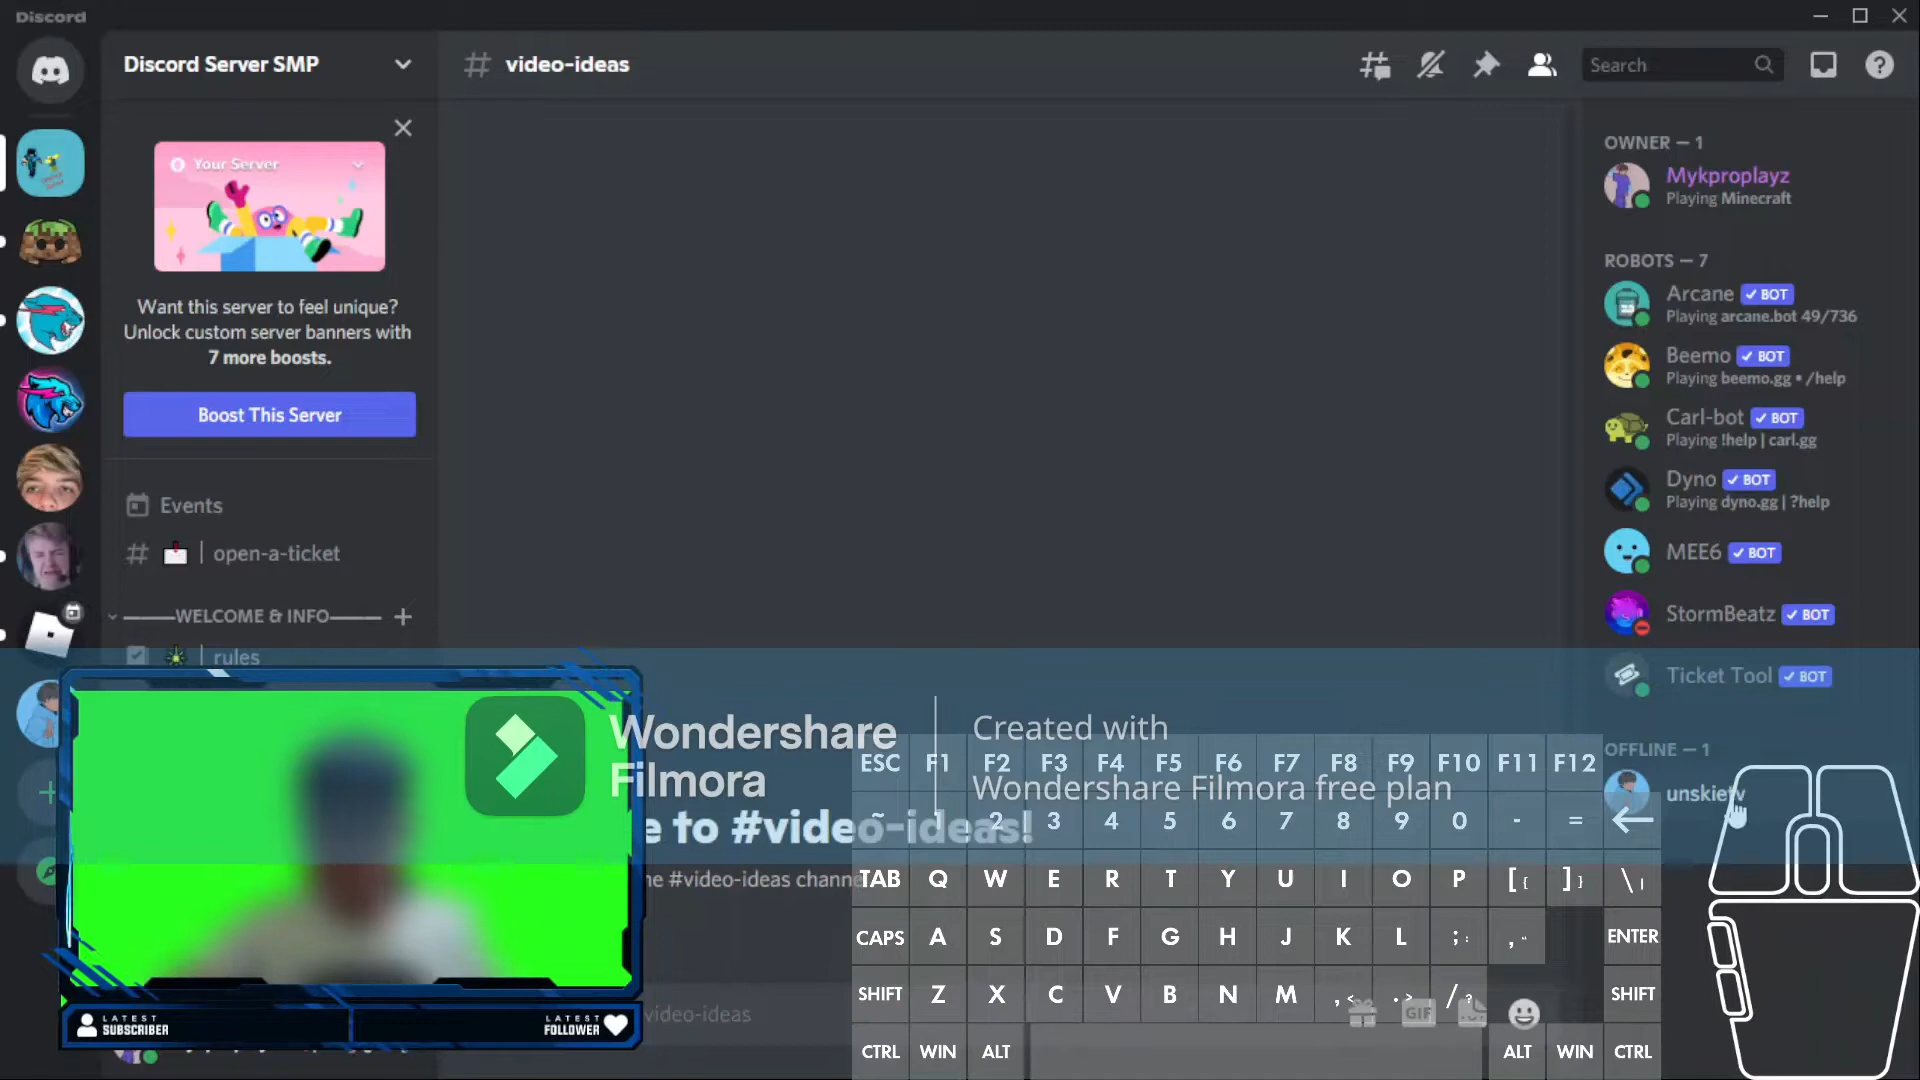 Discord
Discord Server SMP
video-ideas
Search
Your Server
Want this server to feel unique?
Unlock custom server banners with
7 more boosts.
Boost This Server
Events
| open-a-ticket
WELCOME & INFO
| rules
OWNER — 1
Mykproplayz
Playing Minecraft
ROBOTS — 7
Arcane ✓ BOT
Playing arcane.bot 49/736
Beemo ✓ BOT
Playing beemo.gg • /help
Carl-bot ✓ BOT
Playing !help | carl.gg
Dyno ✓ BOT
Playing dyno.gg | ?help
MEE6 ✓ BOT
StormBeatz ✓ BOT
Ticket Tool ✓ BOT
OFFLINE — 1
unskietv
Wondershare
Filmora
Created with
Wondershare Filmora free plan
e to #video-ideas!
he #video-ideas channe
video-ideas
LATEST
SUBSCRIBER
LATEST
FOLLOWER
ESC F1 F2 F3 F4 F5 F6 F7 F8 F9 F10 F11 F12
~ 1 2 3 4 5 6 7 8 9 0 - =
TAB Q W E R T Y U I O P [ { ] } \ |
CAPS A S D F G H J K L ; : , " ENTER
SHIFT Z X C V B N M , < . > / ? SHIFT
GIF
CTRL WIN ALT ALT WIN CTRL